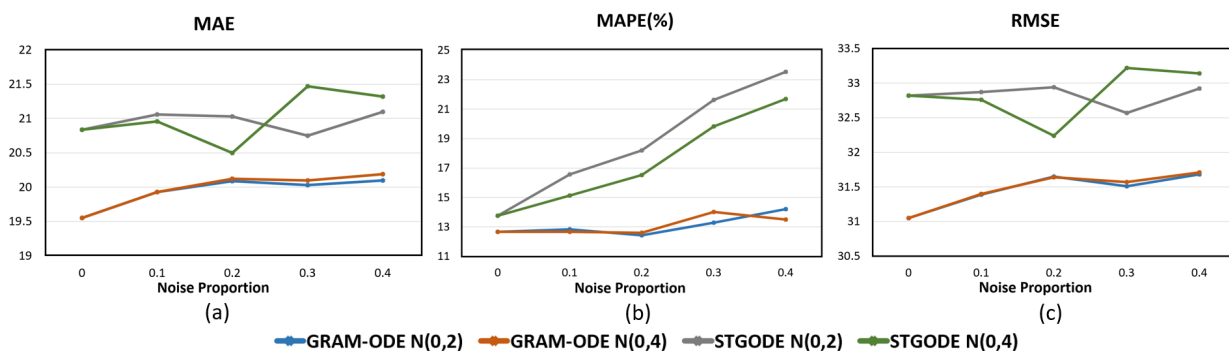 MAE
22
21.5
21
20.5
20
19.5
19
0 0.1 0.2 0.3 0.4
Noise Proportion
(a)
MAPE(%)
25
23
21
19
17
15
13
11
0 0.1 0.2 0.3 0.4
Noise Proportion
(b)
RMSE
33.5
33
32.5
32
31.5
31
30.5
0 0.1 0.2 0.3 0.4
Noise Proportion
(c)
GRAM-ODE N(0,2) GRAM-ODE N(0,4) STGODE N(0,2) STGODE N(0,4)